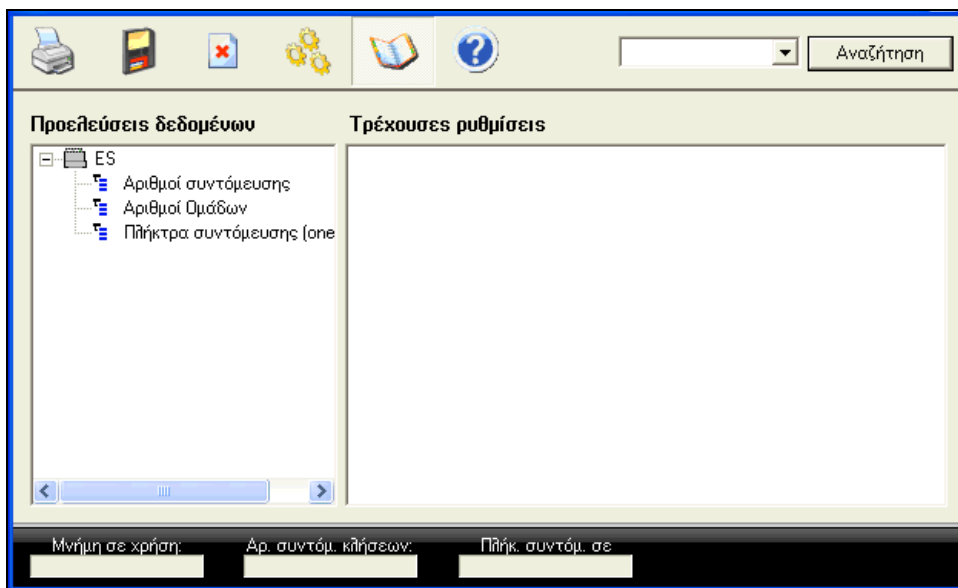 Αναζήτηση
Προελεύσεις δεδομένων
Τρέχουσες ρυθμίσεις
ES
Αριθμοί συντόμευσης
Αριθμοί Ομάδων
Πλήκτρα συντόμευσης (one
Μνήμη σε χρήση:
Αρ. συντόμ. κλήσεων:
Πλήκ. συντόμ. σε